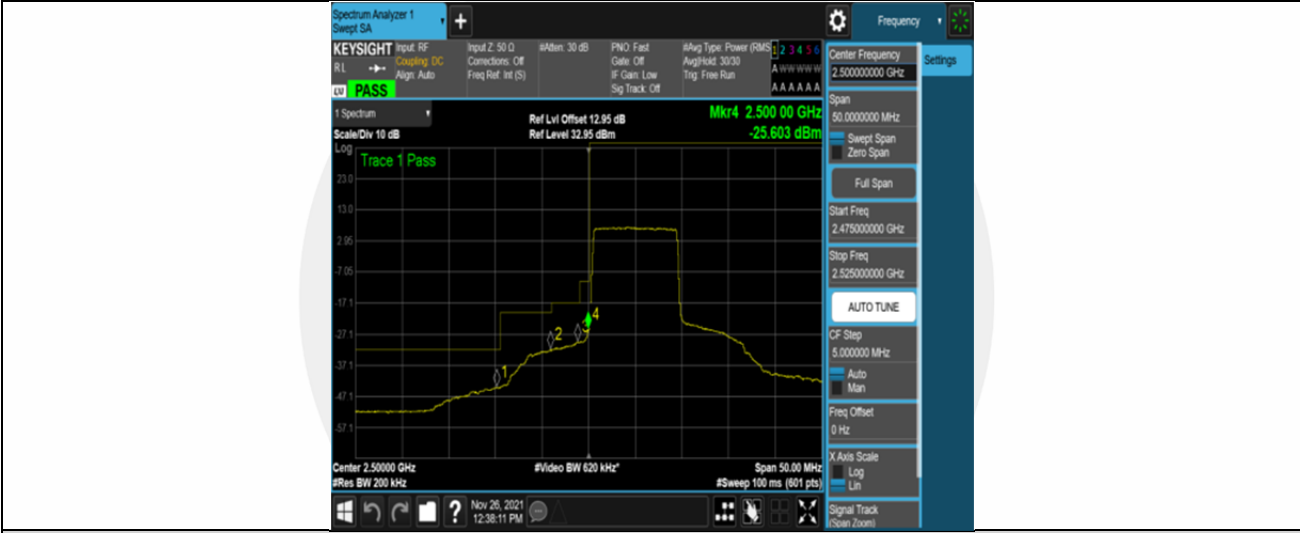 Spectrum Analyzer 1
Swept SA
+
Frequency
KEYSIGHT
RL
LXI PASS
Input: RF
Coupling: DC
Align: Auto
Input Z: 50 Ω
Corrections: Off
Freq Ref: Int (S)
#Atten: 30 dB
PNO: Fast
Gate: Off
IF Gain: Low
Sig Track: Off
#Avg Type: Power (RMS
Avg|Hold: 30/30
Trig: Free Run
1 2 3 4 5 6
A W W W W W
A A A A A A
1 Spectrum
Scale/Div 10 dB
Ref Lvl Offset 12.95 dB
Ref Level 32.95 dBm
Mkr4 2.500 00 GHz
-25.603 dBm
Log
Trace 1 Pass
23.0
13.0
2.95
-7.05
-17.1
-27.1
-37.1
-47.1
-57.1
1
2
3
4
Center 2.50000 GHz
#Res BW 200 kHz
#Video BW 620 kHz*
Span 50.00 MHz
#Sweep 100 ms (601 pts)
?
Nov 26, 2021
12:38:11 PM
Center Frequency
2.500000000 GHz
Settings
Span
50.0000000 MHz
Swept Span
Zero Span
Full Span
Start Freq
2.475000000 GHz
Stop Freq
2.525000000 GHz
AUTO TUNE
CF Step
5.000000 MHz
Auto
Man
Freq Offset
0 Hz
X Axis Scale
Log
Lin
Signal Track
(Span Zoom)